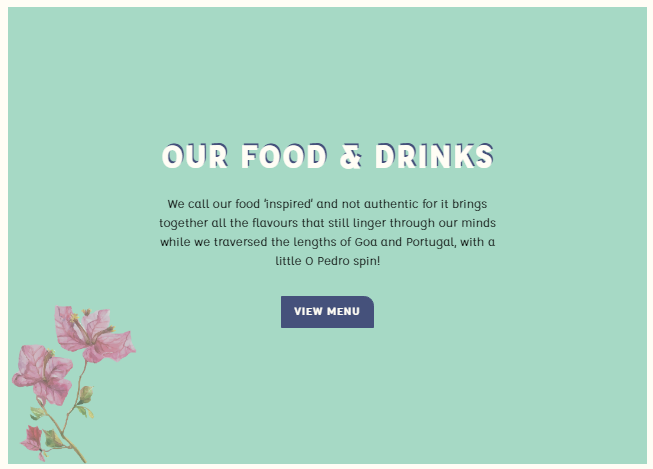 OUR FOOD & DRINKS
We call our food ‘inspired’ and not authentic for it brings
together all the flavours that still linger through our minds
while we traversed the lengths of Goa and Portugal, with a
little O Pedro spin!
VIEW MENU